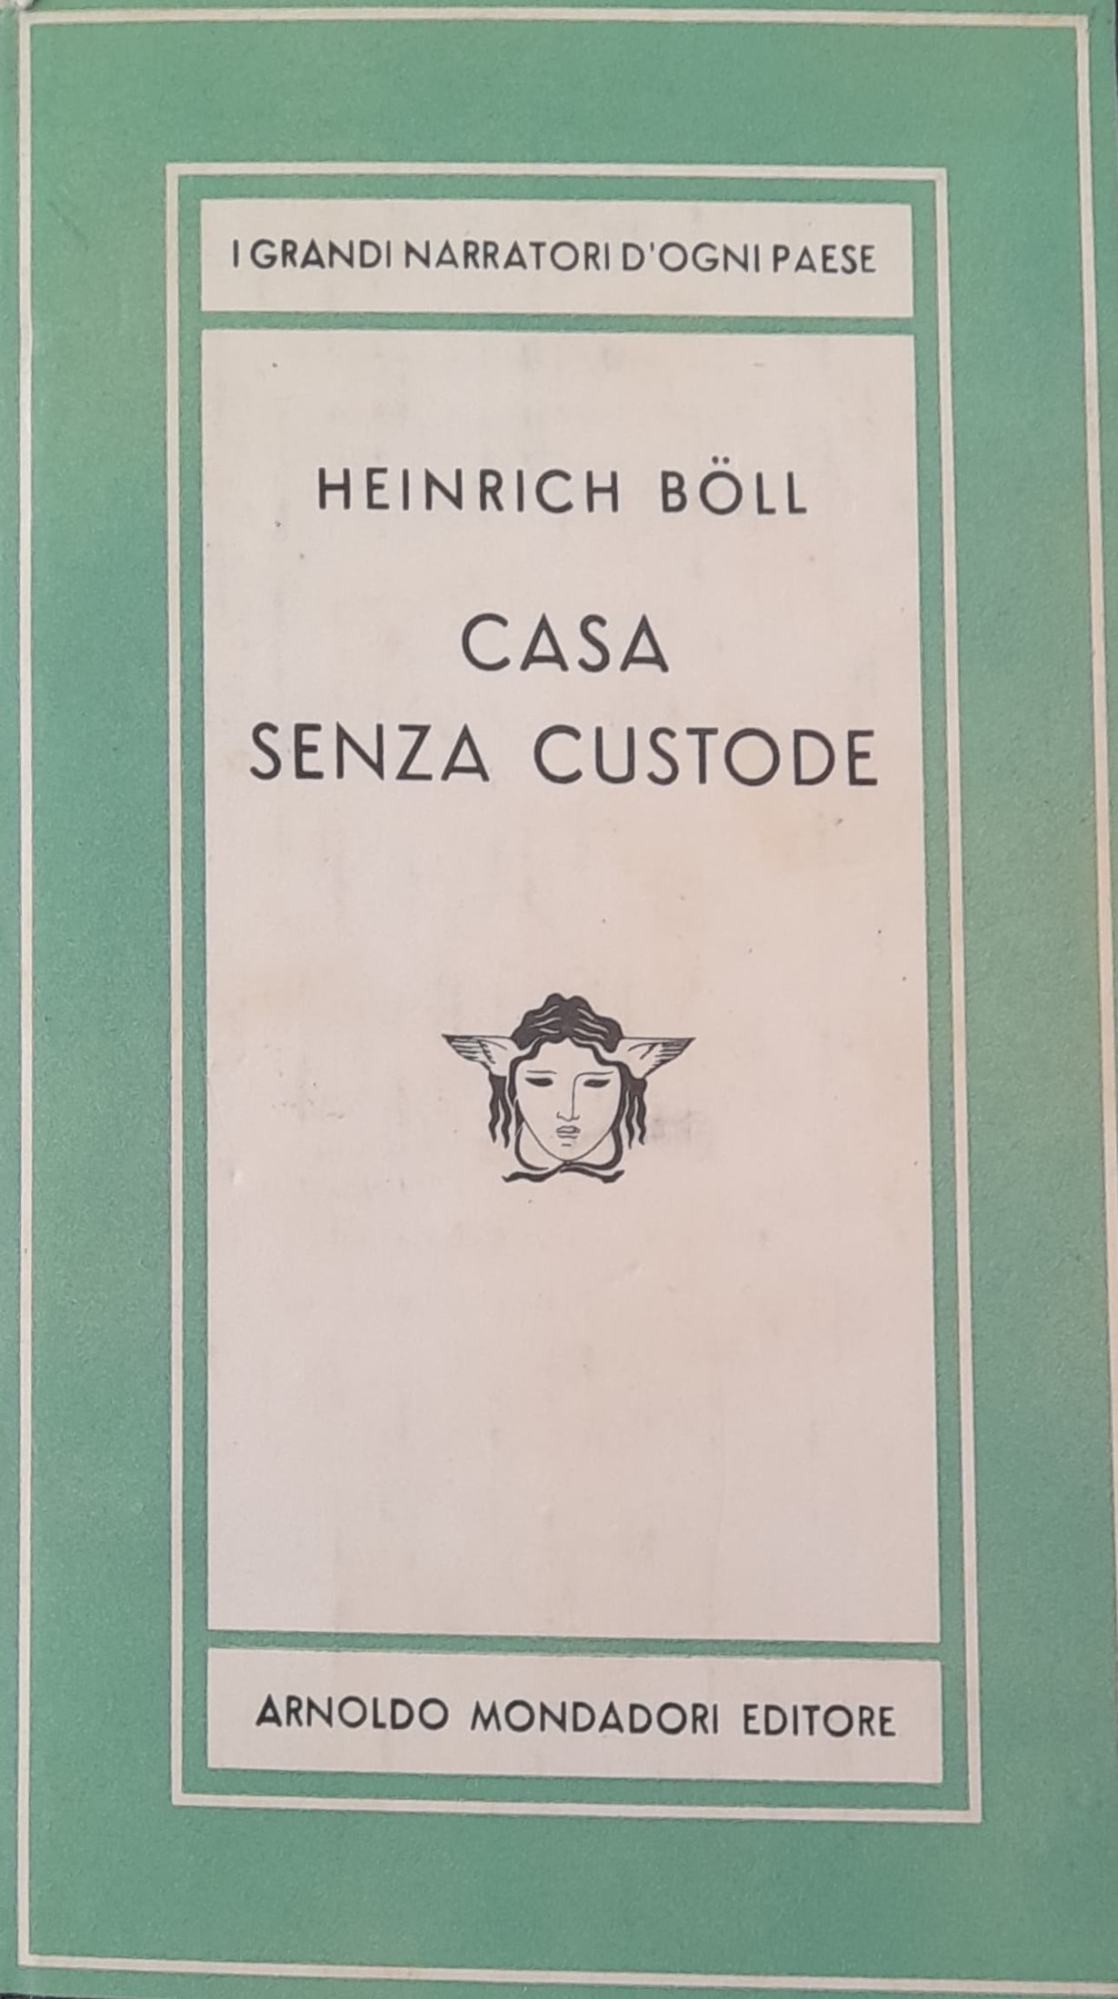 I GRANDI NARRATORI D'OGNI PAESE
HEINRICH BÖLL
CASA
SENZA CUSTODE
ARNOLDO MONDADORI EDITORE